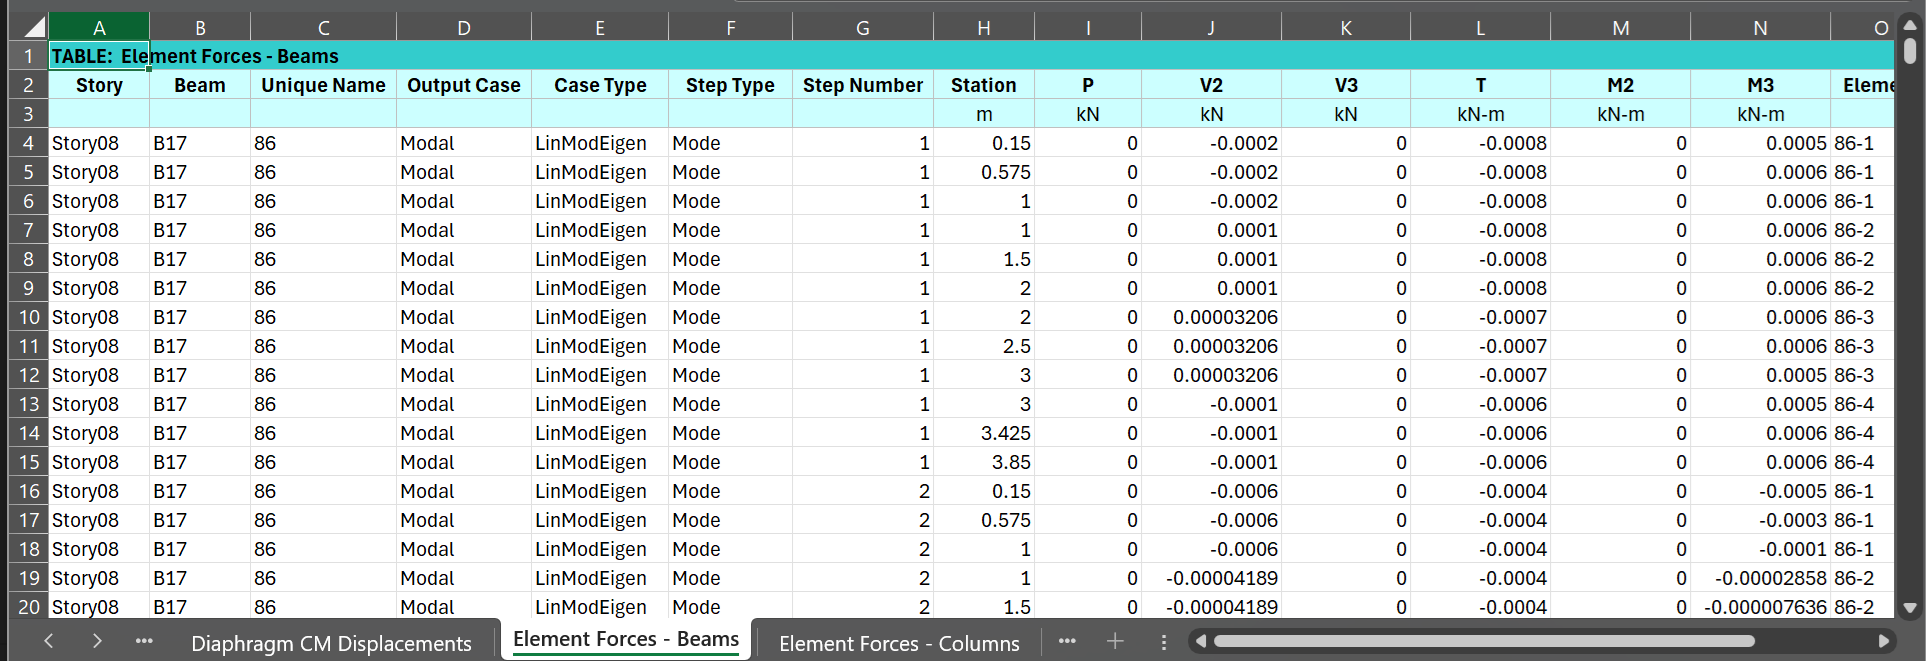 A B C D E F G H I J K L M N O
1 TABLE: Element Forces - Beams
2 Story Beam Unique Name Output Case Case Type Step Type Step Number Station P V2 V3 T M2 M3 Eleme
3 m kN kN kN kN-m kN-m kN-m
4 Story08 B17 86 Modal LinModEigen Mode 1 0.15 0 -0.0002 0 -0.0008 0 0.0005 86-1
5 Story08 B17 86 Modal LinModEigen Mode 1 0.575 0 -0.0002 0 -0.0008 0 0.0006 86-1
6 Story08 B17 86 Modal LinModEigen Mode 1 1 0 -0.0002 0 -0.0008 0 0.0006 86-1
7 Story08 B17 86 Modal LinModEigen Mode 1 1 0 0.0001 0 -0.0008 0 0.0006 86-2
8 Story08 B17 86 Modal LinModEigen Mode 1 1.5 0 0.0001 0 -0.0008 0 0.0006 86-2
9 Story08 B17 86 Modal LinModEigen Mode 1 2 0 0.0001 0 -0.0008 0 0.0006 86-2
10 Story08 B17 86 Modal LinModEigen Mode 1 2 0 0.00003206 0 -0.0007 0 0.0006 86-3
11 Story08 B17 86 Modal LinModEigen Mode 1 2.5 0 0.00003206 0 -0.0007 0 0.0006 86-3
12 Story08 B17 86 Modal LinModEigen Mode 1 3 0 0.00003206 0 -0.0007 0 0.0005 86-3
13 Story08 B17 86 Modal LinModEigen Mode 1 3 0 -0.0001 0 -0.0006 0 0.0005 86-4
14 Story08 B17 86 Modal LinModEigen Mode 1 3.425 0 -0.0001 0 -0.0006 0 0.0006 86-4
15 Story08 B17 86 Modal LinModEigen Mode 1 3.85 0 -0.0001 0 -0.0006 0 0.0006 86-4
16 Story08 B17 86 Modal LinModEigen Mode 2 0.15 0 -0.0006 0 -0.0004 0 -0.0005 86-1
17 Story08 B17 86 Modal LinModEigen Mode 2 0.575 0 -0.0006 0 -0.0004 0 -0.0003 86-1
18 Story08 B17 86 Modal LinModEigen Mode 2 1 0 -0.0006 0 -0.0004 0 -0.0001 86-1
19 Story08 B17 86 Modal LinModEigen Mode 2 1 0 -0.00004189 0 -0.0004 0 -0.00002858 86-2
20 Story08 B17 86 Modal LinModEigen Mode 2 1.5 0 -0.00004189 0 -0.0004 0 -0.000007636 86-2
Diaphragm CM Displacements Element Forces - Beams Element Forces - Columns